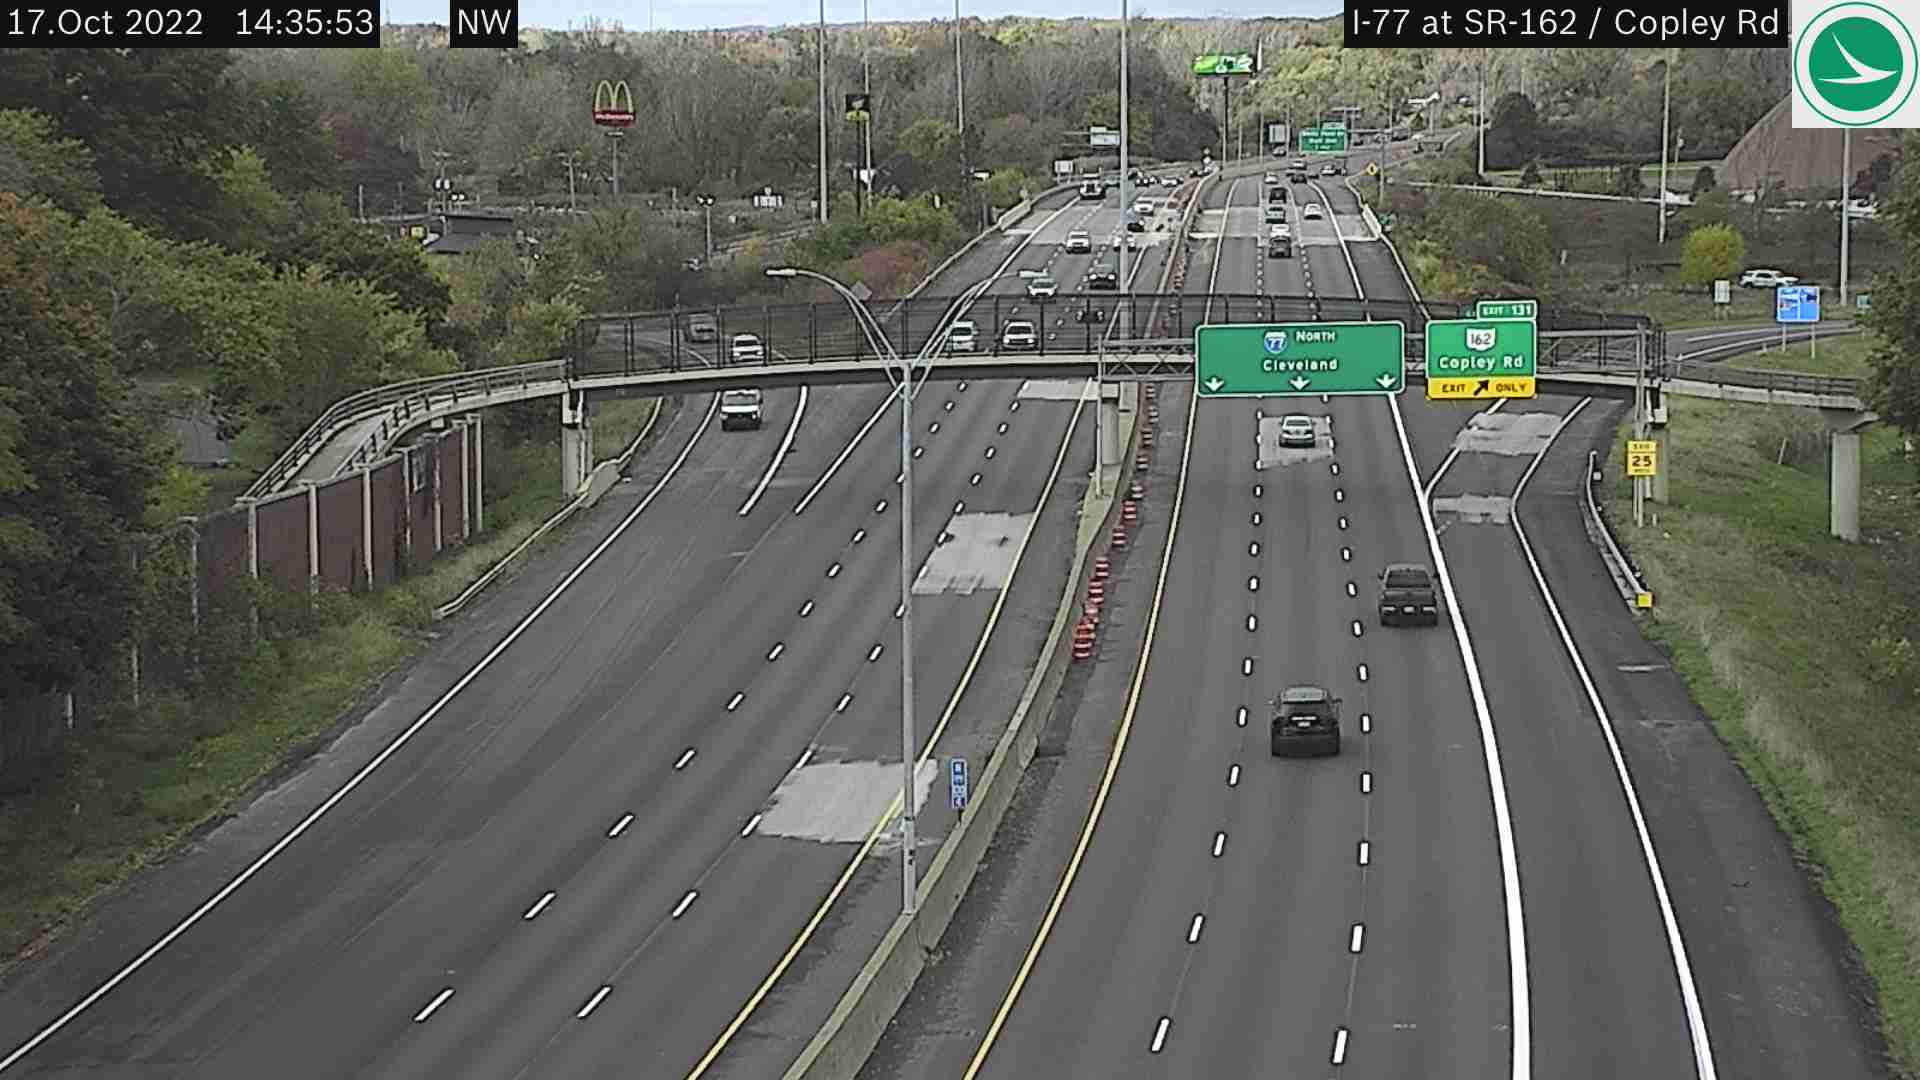 17.Oct 2022 14:35:53
NW
I-77 at SR-162 / Copley Rd
McDonald's
EXIT 131
77 NORTH
Cleveland
162
Copley Rd
EXIT ONLY
EXIT
25